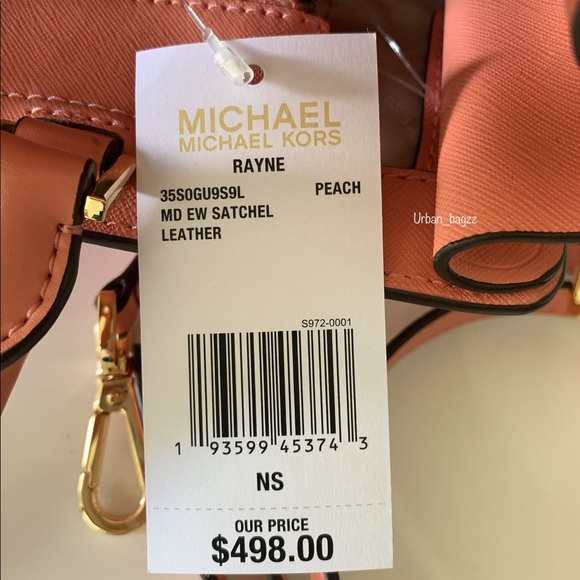 MICHAEL
MICHAEL KORS
RAYNE
35S0GU9S9L PEACH
MD EW SATCHEL
LEATHER
Urban_bagzz
S972-0001
1 93599 45374 3
NS
OUR PRICE
$498.00